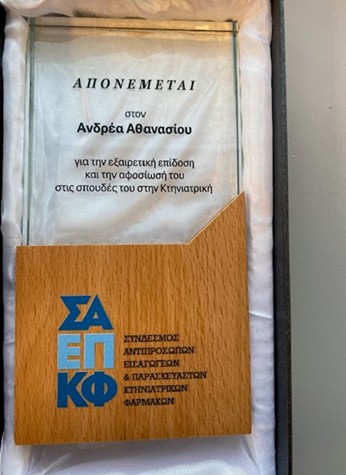 ΑΠΟΝΕΜΕΤΑΙ
στον
Ανδρέα Αθανασίου
για την εξαιρετική επίδοση
και την αφοσίωσή του
στις σπουδές του στην Κτηνιατρική
ΣΑ
ΕΠ
ΚΦ
ΣΥΝΔΕΣΜΟΣ
ΑΝΤΙΠΡΟΣΩΠΩΝ
ΕΙΣΑΓΩΓΕΩΝ
& ΠΑΡΑΣΚΕΥΑΣΤΩΝ
ΚΤΗΝΙΑΤΡΙΚΩΝ
ΦΑΡΜΑΚΩΝ